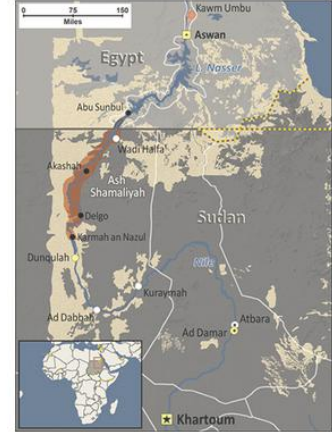 0 75 150
Miles
Kawm Umbu
Aswan
Egypt
L. Nasser
Abu Sunbul
Wadi Halfa
Akashah
Ash
Shamaliyah
Delgo
Sudan
Karmah an Nazul
Dunqulah
Nile
Kuraymah
Ad Dabbah
Atbara
Ad Damar
Khartoum